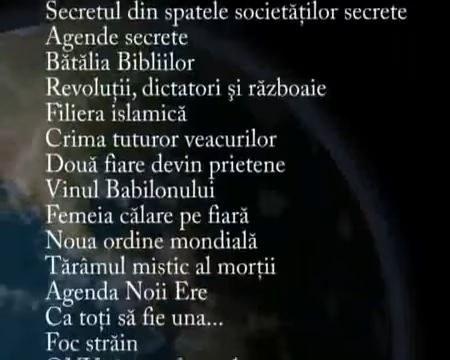 Secretul din spatele societăților secrete
Agende secrete
Bătălia Bibliilor
Revoluții, dictatori și războaie
Filiera islamică
Crima tuturor veacurilor
Două fiare devin prietene
Vinul Babilonului
Femeia călare pe fiară
Noua ordine mondială
Tărâmul mistic al morții
Agenda Noii Ere
Ca toți să fie una...
Foc străin